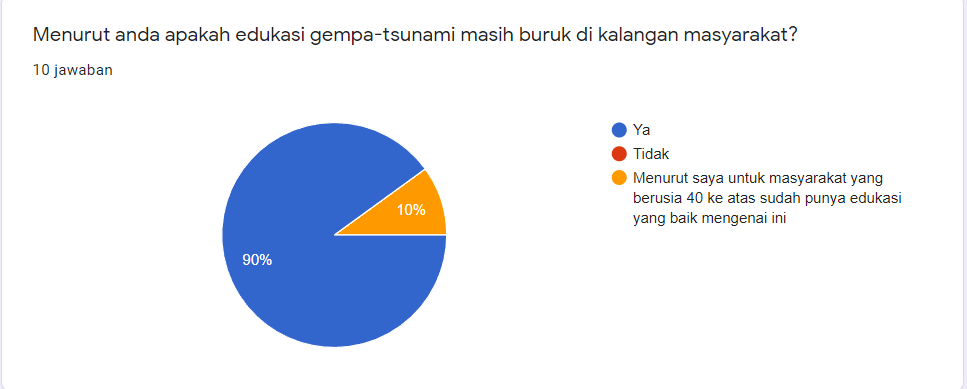 Menurut anda apakah edukasi gempa-tsunami masih buruk di kalangan masyarakat?
10 jawaban
Ya
Tidak
Menurut saya untuk masyarakat yang
berusia 40 ke atas sudah punya edukasi
yang baik mengenai ini
10%
90%